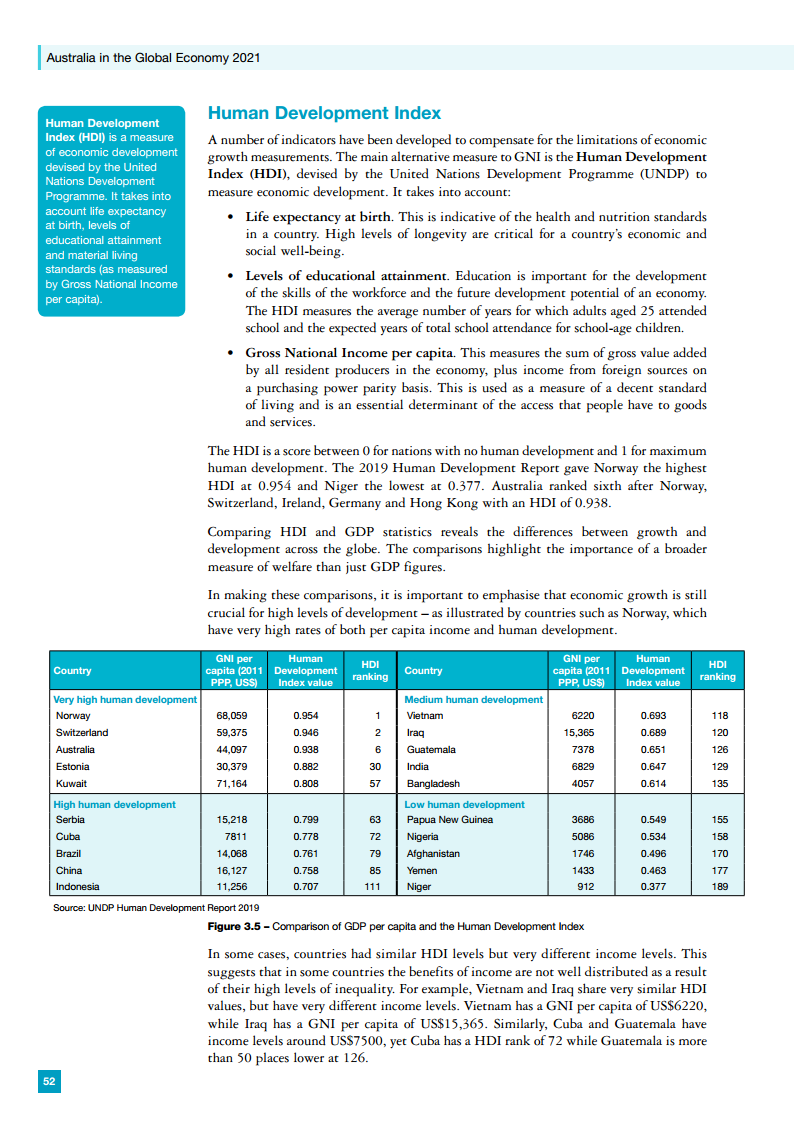 Australia in the Global Economy 2021
Human Development
Index (HDI) is a measure
of economic development
devised by the United
Nations Development
Programme. It takes into
account life expectancy
at birth, levels of
educational attainment
and material living
standards (as measured
by Gross National Income
per capita).
Human Development Index
A number of indicators have been developed to compensate for the limitations of economic
growth measurements. The main alternative measure to GNI is the Human Development
Index (HDI), devised by the United Nations Development Programme (UNDP) to
measure economic development. It takes into account:
• Life expectancy at birth. This is indicative of the health and nutrition standards
in a country. High levels of longevity are critical for a country's economic and
social well-being.
• Levels of educational attainment. Education is important for the development
of the skills of the workforce and the future development potential of an economy.
The HDI measures the average number of years for which adults aged 25 attended
school and the expected years of total school attendance for school-age children.
• Gross National Income per capita. This measures the sum of gross value added
by all resident producers in the economy, plus income from foreign sources on
a purchasing power parity basis. This is used as a measure of a decent standard
of living and is an essential determinant of the access that people have to goods
and services.
The HDI is a score between 0 for nations with no human development and 1 for maximum
human development. The 2019 Human Development Report gave Norway the highest
HDI at 0.954 and Niger the lowest at 0.377. Australia ranked sixth after Norway,
Switzerland, Ireland, Germany and Hong Kong with an HDI of 0.938.
Comparing HDI and GDP statistics reveals the differences between growth and
development across the globe. The comparisons highlight the importance of a broader
measure of welfare than just GDP figures.
In making these comparisons, it is important to emphasise that economic growth is still
crucial for high levels of development – as illustrated by countries such as Norway, which
have very high rates of both per capita income and human development.
Country GNI per capita (2011 PPP, US$) Human Development Index value HDI ranking Country GNI per capita (2011 PPP, US$) Human Development Index value HDI ranking
Very high human development Medium human development
Norway 68,059 0.954 1 Vietnam 6220 0.693 118
Switzerland 59,375 0.946 2 Iraq 15,365 0.689 120
Australia 44,097 0.938 6 Guatemala 7378 0.651 126
Estonia 30,379 0.882 30 India 6829 0.647 129
Kuwait 71,164 0.808 57 Bangladesh 4057 0.614 135
High human development Low human development
Serbia 15,218 0.799 63 Papua New Guinea 3686 0.549 155
Cuba 7811 0.778 72 Nigeria 5086 0.534 158
Brazil 14,068 0.761 79 Afghanistan 1746 0.496 170
China 16,127 0.758 85 Yemen 1433 0.463 177
Indonesia 11,256 0.707 111 Niger 912 0.377 189
Source: UNDP Human Development Report 2019
Figure 3.5 – Comparison of GDP per capita and the Human Development Index
In some cases, countries had similar HDI levels but very different income levels. This
suggests that in some countries the benefits of income are not well distributed as a result
of their high levels of inequality. For example, Vietnam and Iraq share very similar HDI
values, but have very different income levels. Vietnam has a GNI per capita of US$6220,
while Iraq has a GNI per capita of US$15,365. Similarly, Cuba and Guatemala have
income levels around US$7500, yet Cuba has a HDI rank of 72 while Guatemala is more
than 50 places lower at 126.
52